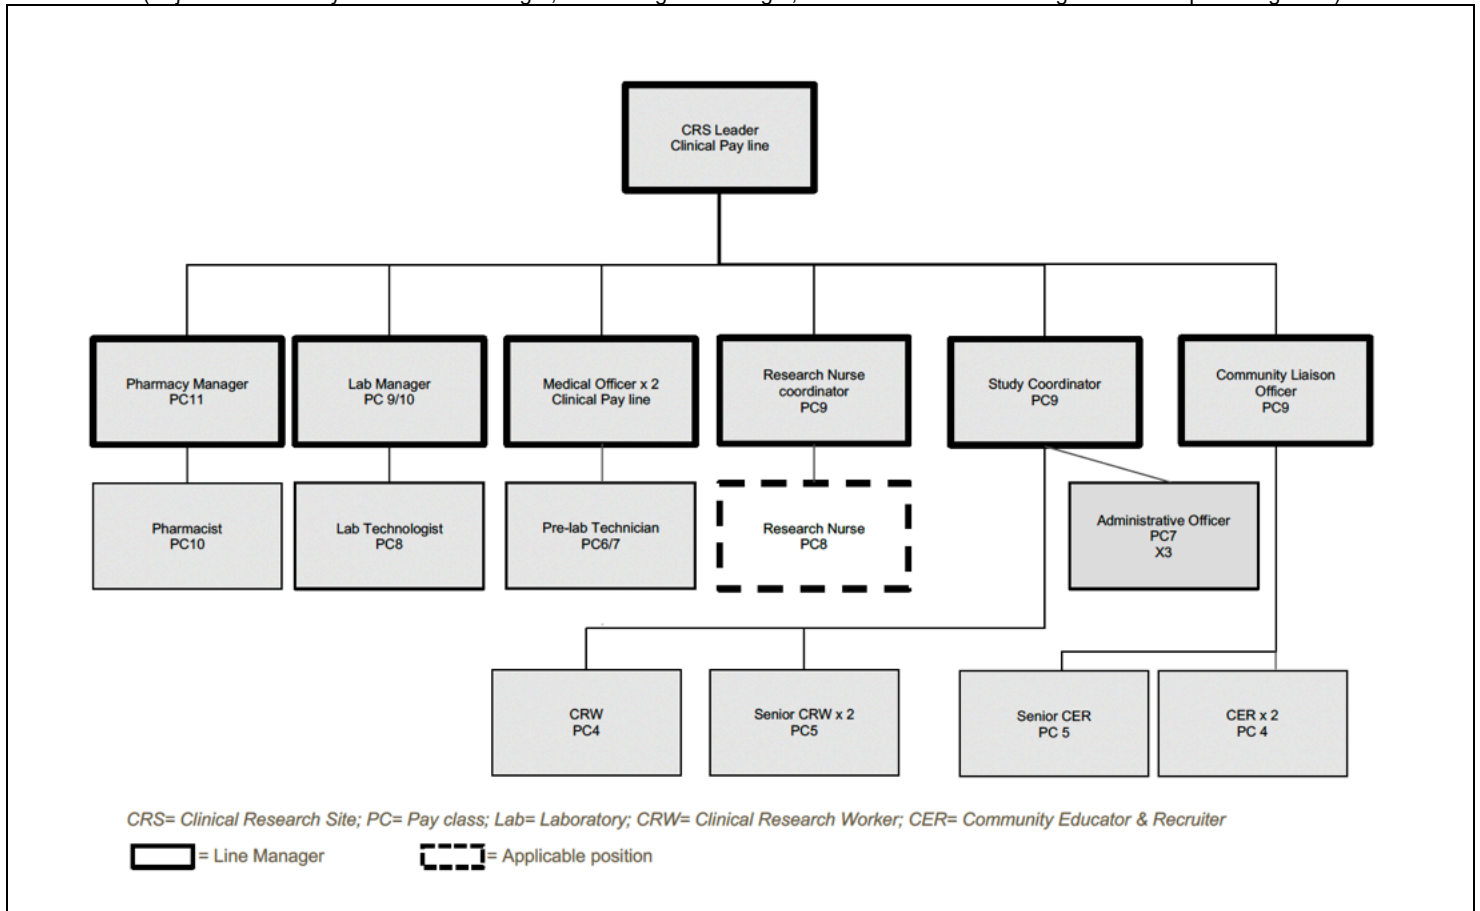 CRS Leader
Clinical Pay line
Pharmacy Manager
PC11
Lab Manager
PC 9/10
Medical Officer x 2
Clinical Pay line
Research Nurse
coordinator
PC9
Study Coordinator
PC9
Community Liaison
Officer
PC9
Pharmacist
PC10
Lab Technologist
PC8
Pre-lab Technician
PC6/7
Research Nurse
PC8
Administrative Officer
PC7
X3
CRW
PC4
Senior CRW x 2
PC5
Senior CER
PC 5
CER x 2
PC 4
CRS= Clinical Research Site; PC= Pay class; Lab= Laboratory; CRW= Clinical Research Worker; CER= Community Educator & Recruiter
= Line Manager
= Applicable position